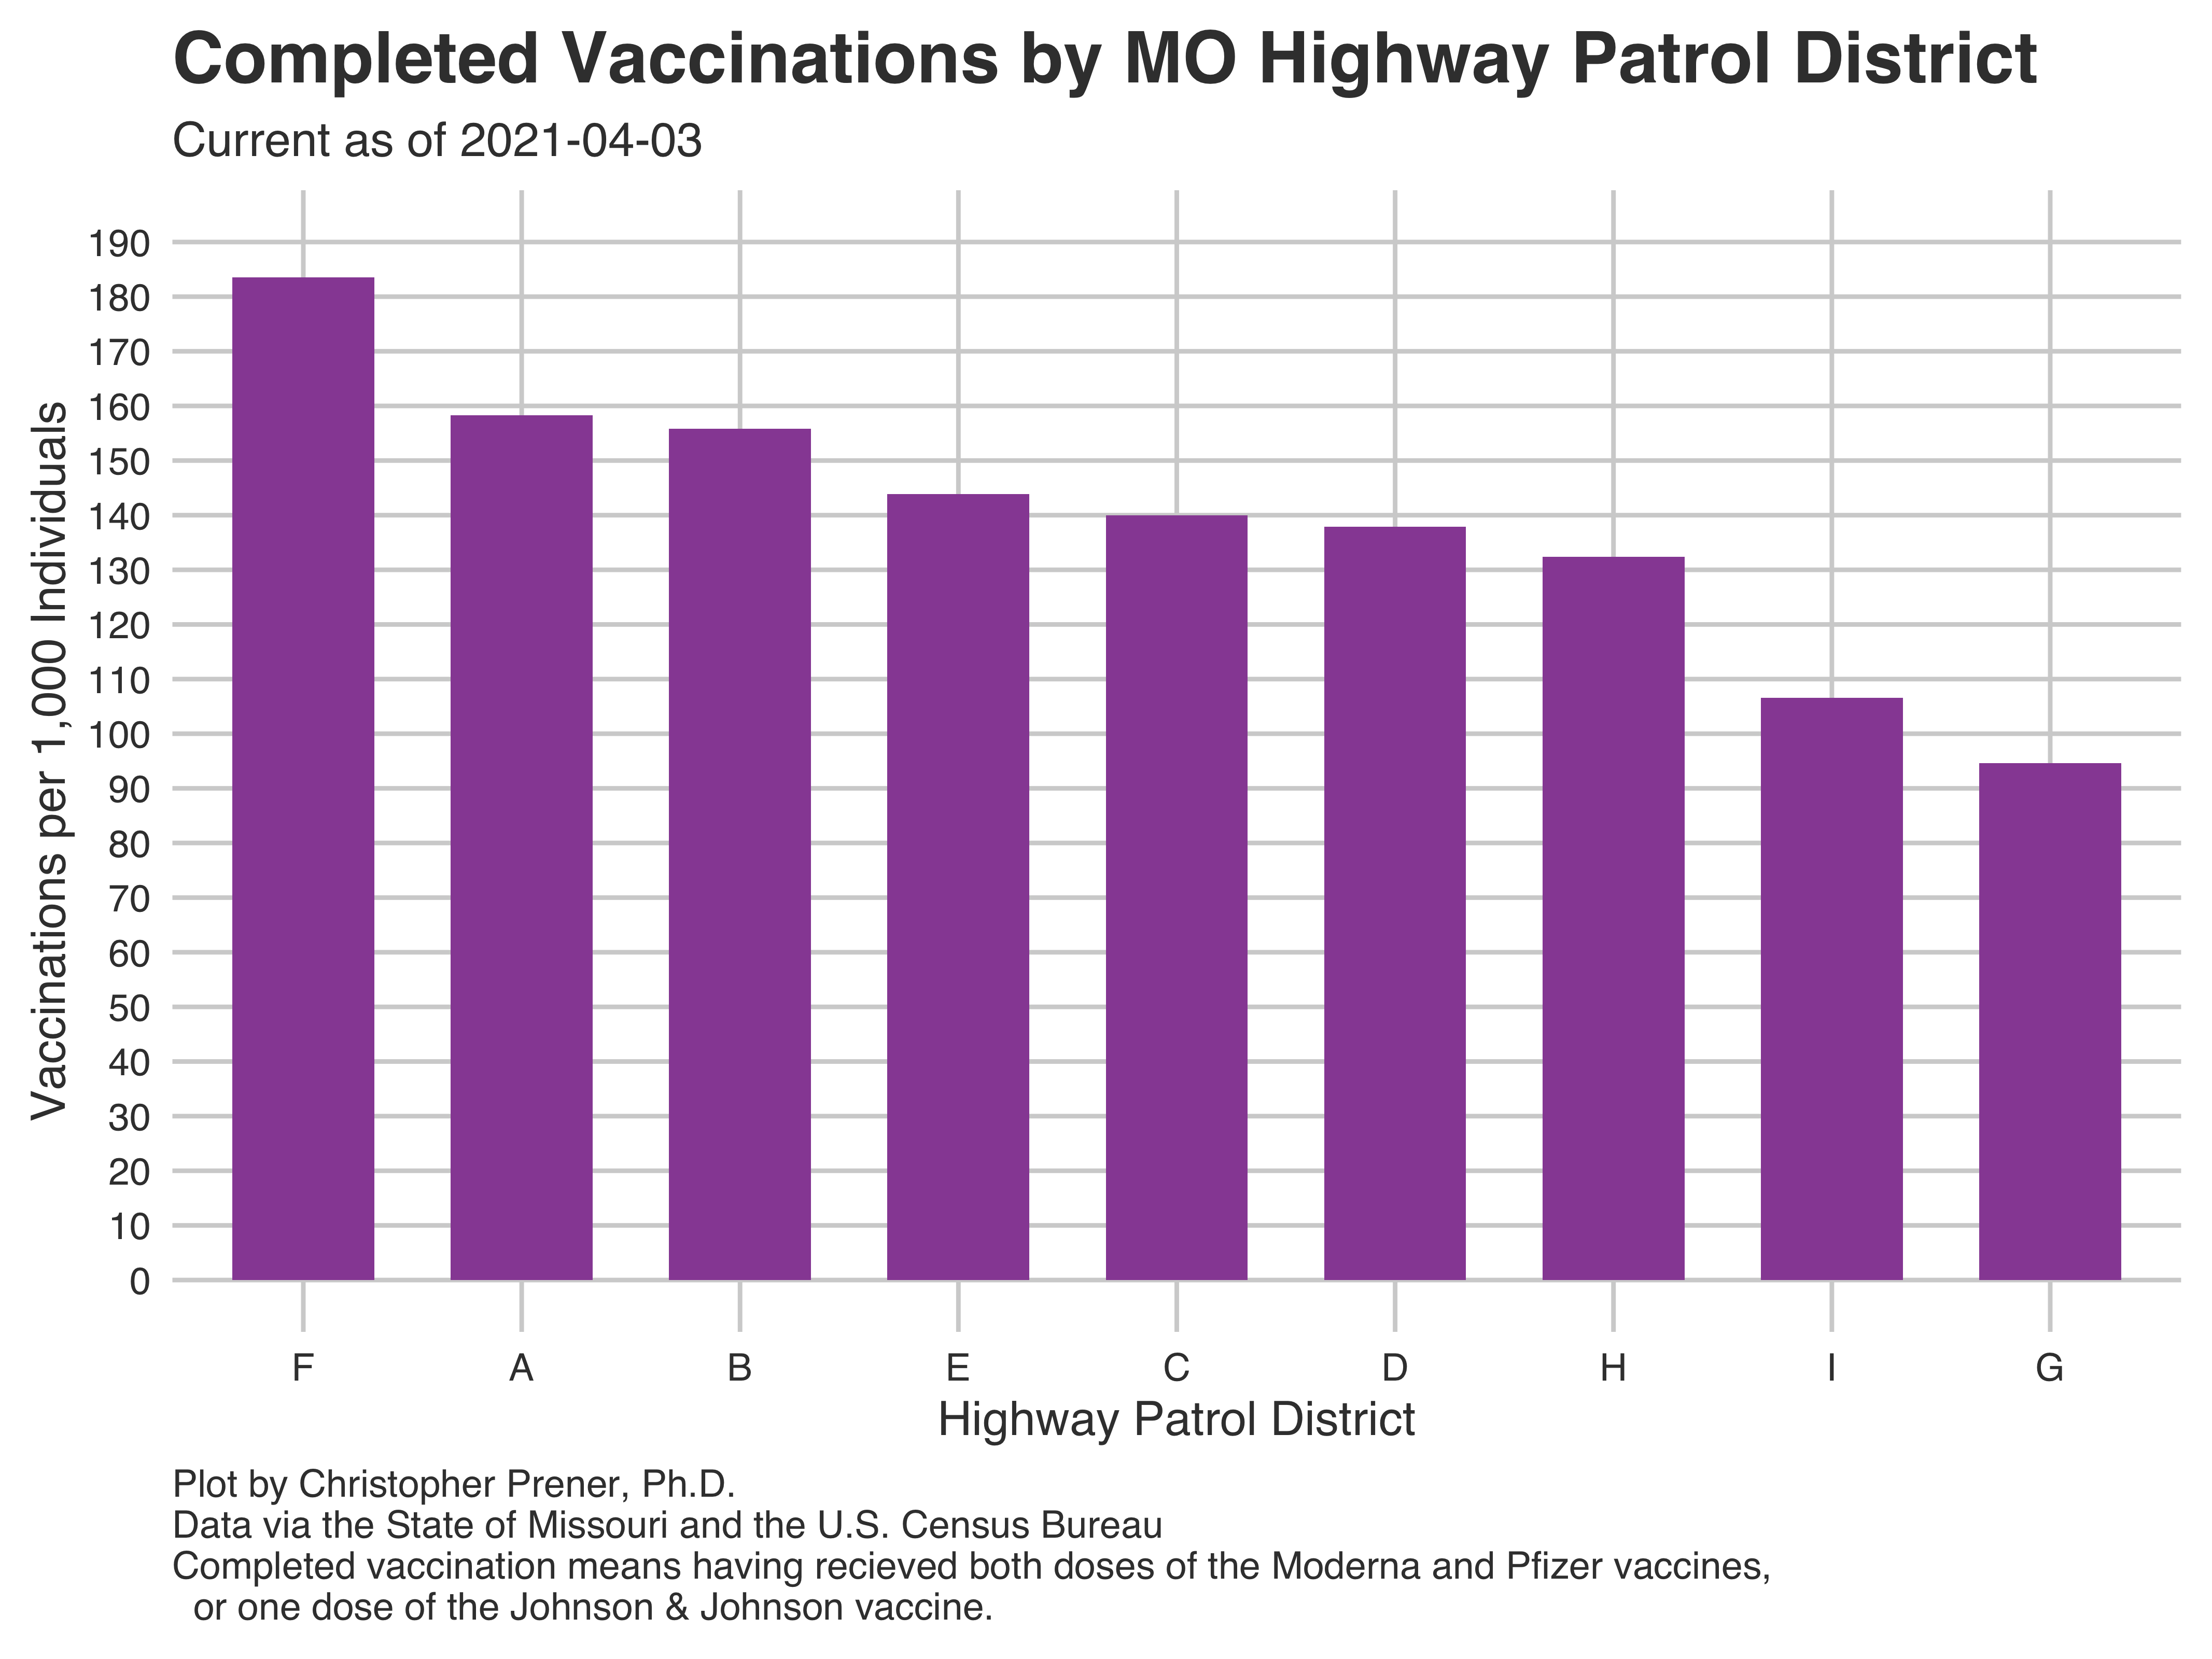 Completed Vaccinations by MO Highway Patrol District
Current as of 2021-04-03
Vaccinations per 1,000 Individuals
190
180
170
160
150
140
130
120
110
100
90
80
70
60
50
40
30
20
10
0
F A B E C D H I G
Highway Patrol District
Plot by Christopher Prener, Ph.D.
Data via the State of Missouri and the U.S. Census Bureau
Completed vaccination means having recieved both doses of the Moderna and Pfizer vaccines,
or one dose of the Johnson & Johnson vaccine.